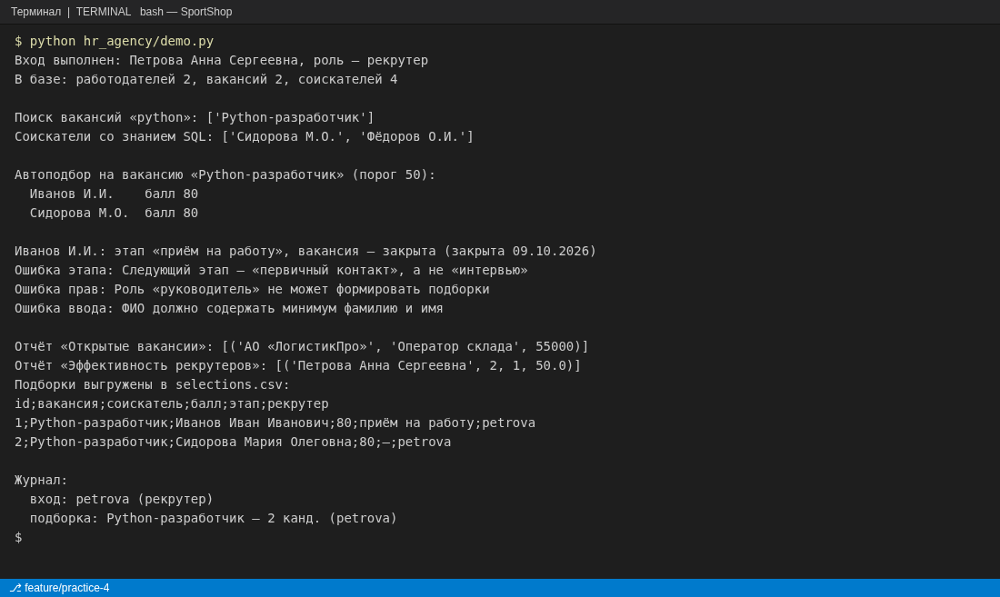 Терминал | TERMINAL bash — SportShop
$ python hr_agency/demo.py
Вход выполнен: Петрова Анна Сергеевна, роль — рекрутер
В базе: работодателей 2, вакансий 2, соискателей 4
Поиск вакансий «python»: ['Python-разработчик']
Соискатели со знанием SQL: ['Сидорова М.О.', 'Фёдоров О.И.']
Автоподбор на вакансию «Python-разработчик» (порог 50):
Иванов И.И. балл 80
Сидорова М.О. балл 80
Иванов И.И.: этап «приём на работу», вакансия — закрыта (закрыта 09.10.2026)
Ошибка этапа: Следующий этап — «первичный контакт», а не «интервью»
Ошибка прав: Роль «руководитель» не может формировать подборки
Ошибка ввода: ФИО должно содержать минимум фамилию и имя
Отчёт «Открытые вакансии»: [('АО «ЛогистикПро»', 'Оператор склада', 55000)]
Отчёт «Эффективность рекрутеров»: [('Петрова Анна Сергеевна', 2, 1, 50.0)]
Подборки выгружены в selections.csv:
id;вакансия;соискатель;балл;этап;рекрутер
1;Python-разработчик;Иванов Иван Иванович;80;приём на работу;petrova
2;Python-разработчик;Сидорова Мария Олеговна;80;—;petrova
Журнал:
вход: petrova (рекрутер)
подборка: Python-разработчик — 2 канд. (petrova)
$
⎇ feature/practice-4